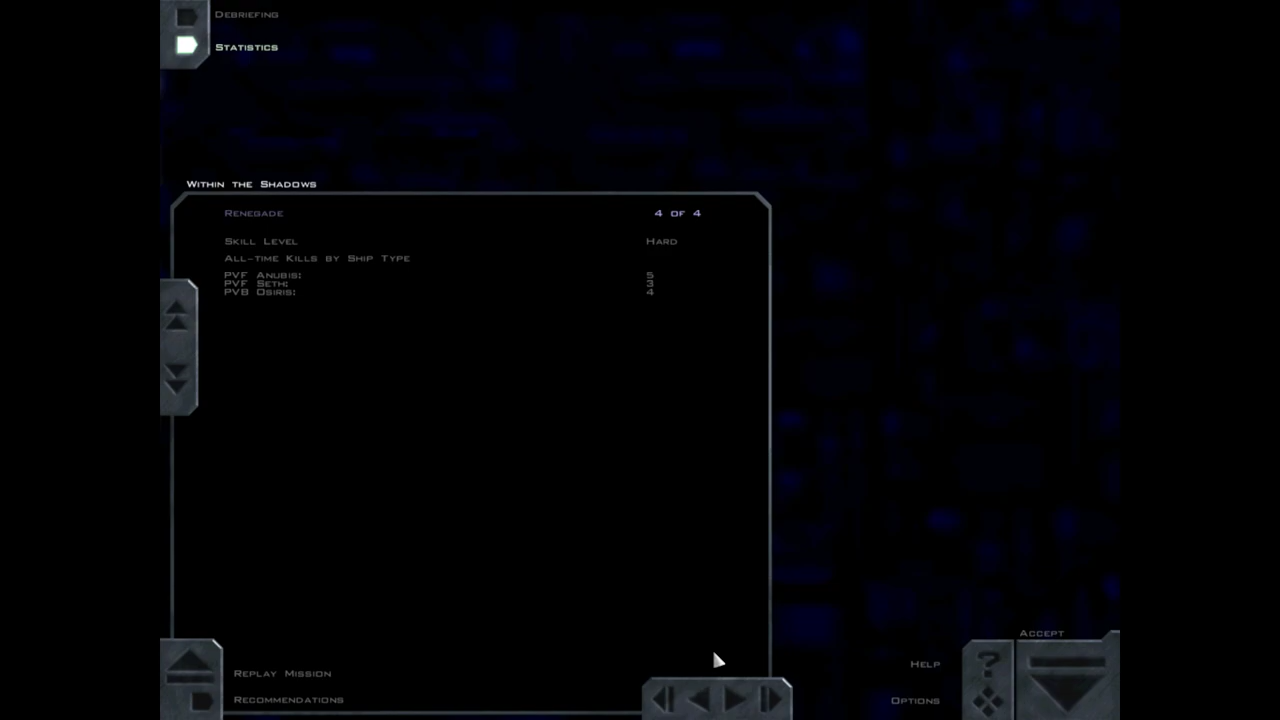 Debriefing
Statistics
Within the Shadows
Renegade 4 of 4
Skill Level Hard
All-time Kills by Ship Type
PVF Anubis: 5
PVF Seth: 3
PVB Osiris: 4
Accept
Help
Replay Mission
Options
Recommendations